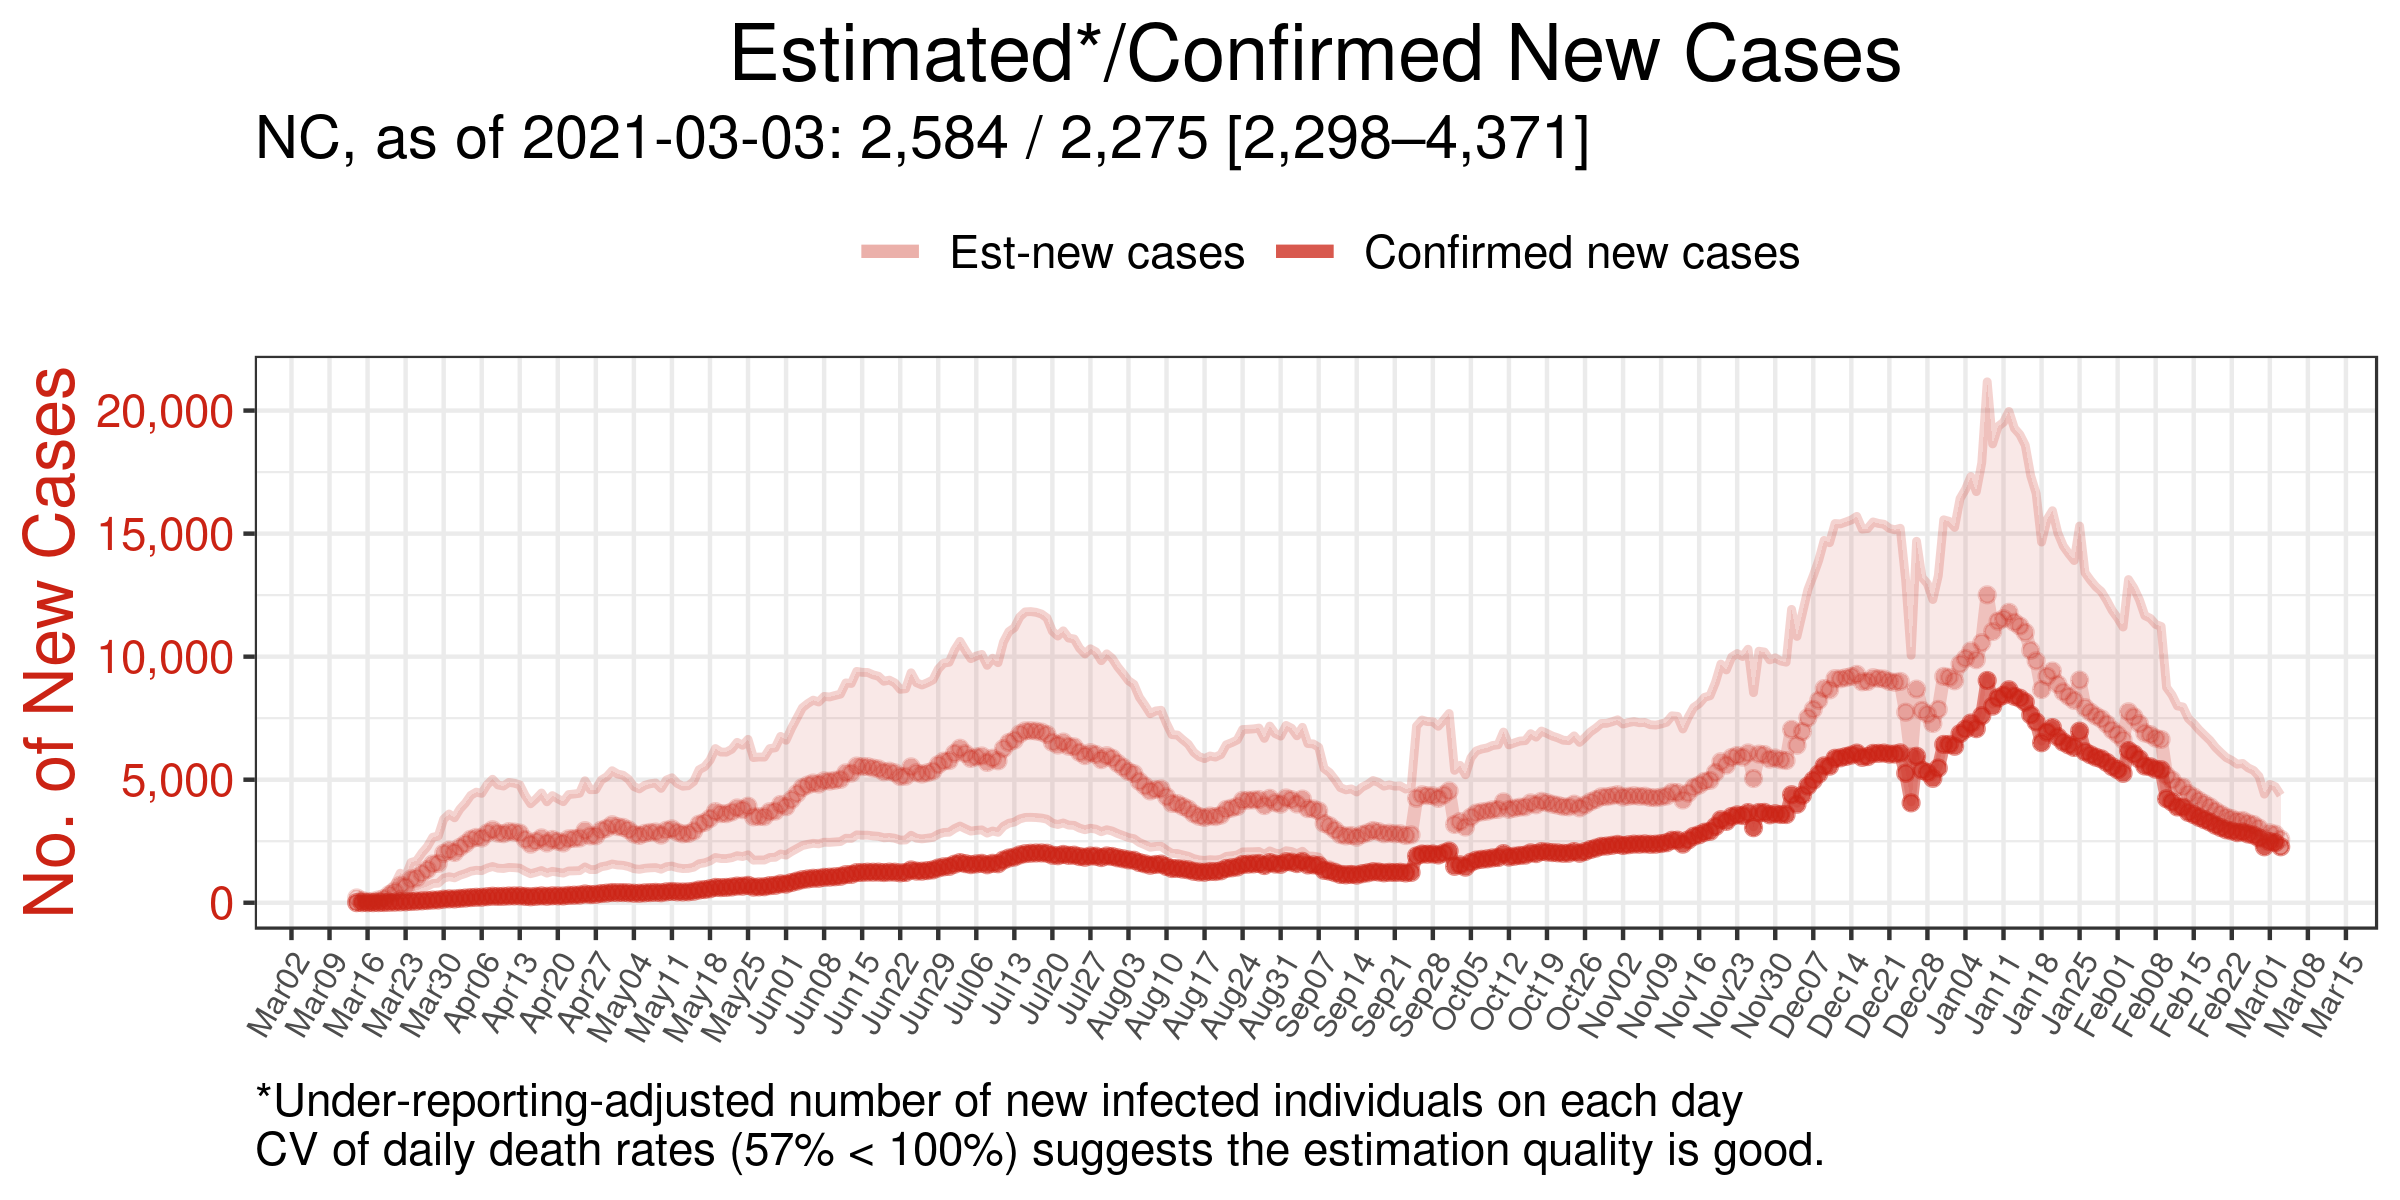 Estimated*/Confirmed New Cases
NC, as of 2021-03-03: 2,584 / 2,275 [2,298–4,371]
Est-new cases
Confirmed new cases
No. of New Cases
20,000
15,000
10,000
5,000
0
Mar02
Mar09
Mar16
Mar23
Mar30
Apr06
Apr13
Apr20
Apr27
May04
May11
May18
May25
Jun01
Jun08
Jun15
Jun22
Jun29
Jul06
Jul13
Jul20
Jul27
Aug03
Aug10
Aug17
Aug24
Aug31
Sep07
Sep14
Sep21
Sep28
Oct05
Oct12
Oct19
Oct26
Nov02
Nov09
Nov16
Nov23
Nov30
Dec07
Dec14
Dec21
Dec28
Jan04
Jan11
Jan18
Jan25
Feb01
Feb08
Feb15
Feb22
Mar01
Mar08
Mar15
*Under-reporting-adjusted number of new infected individuals on each day
CV of daily death rates (57% < 100%) suggests the estimation quality is good.